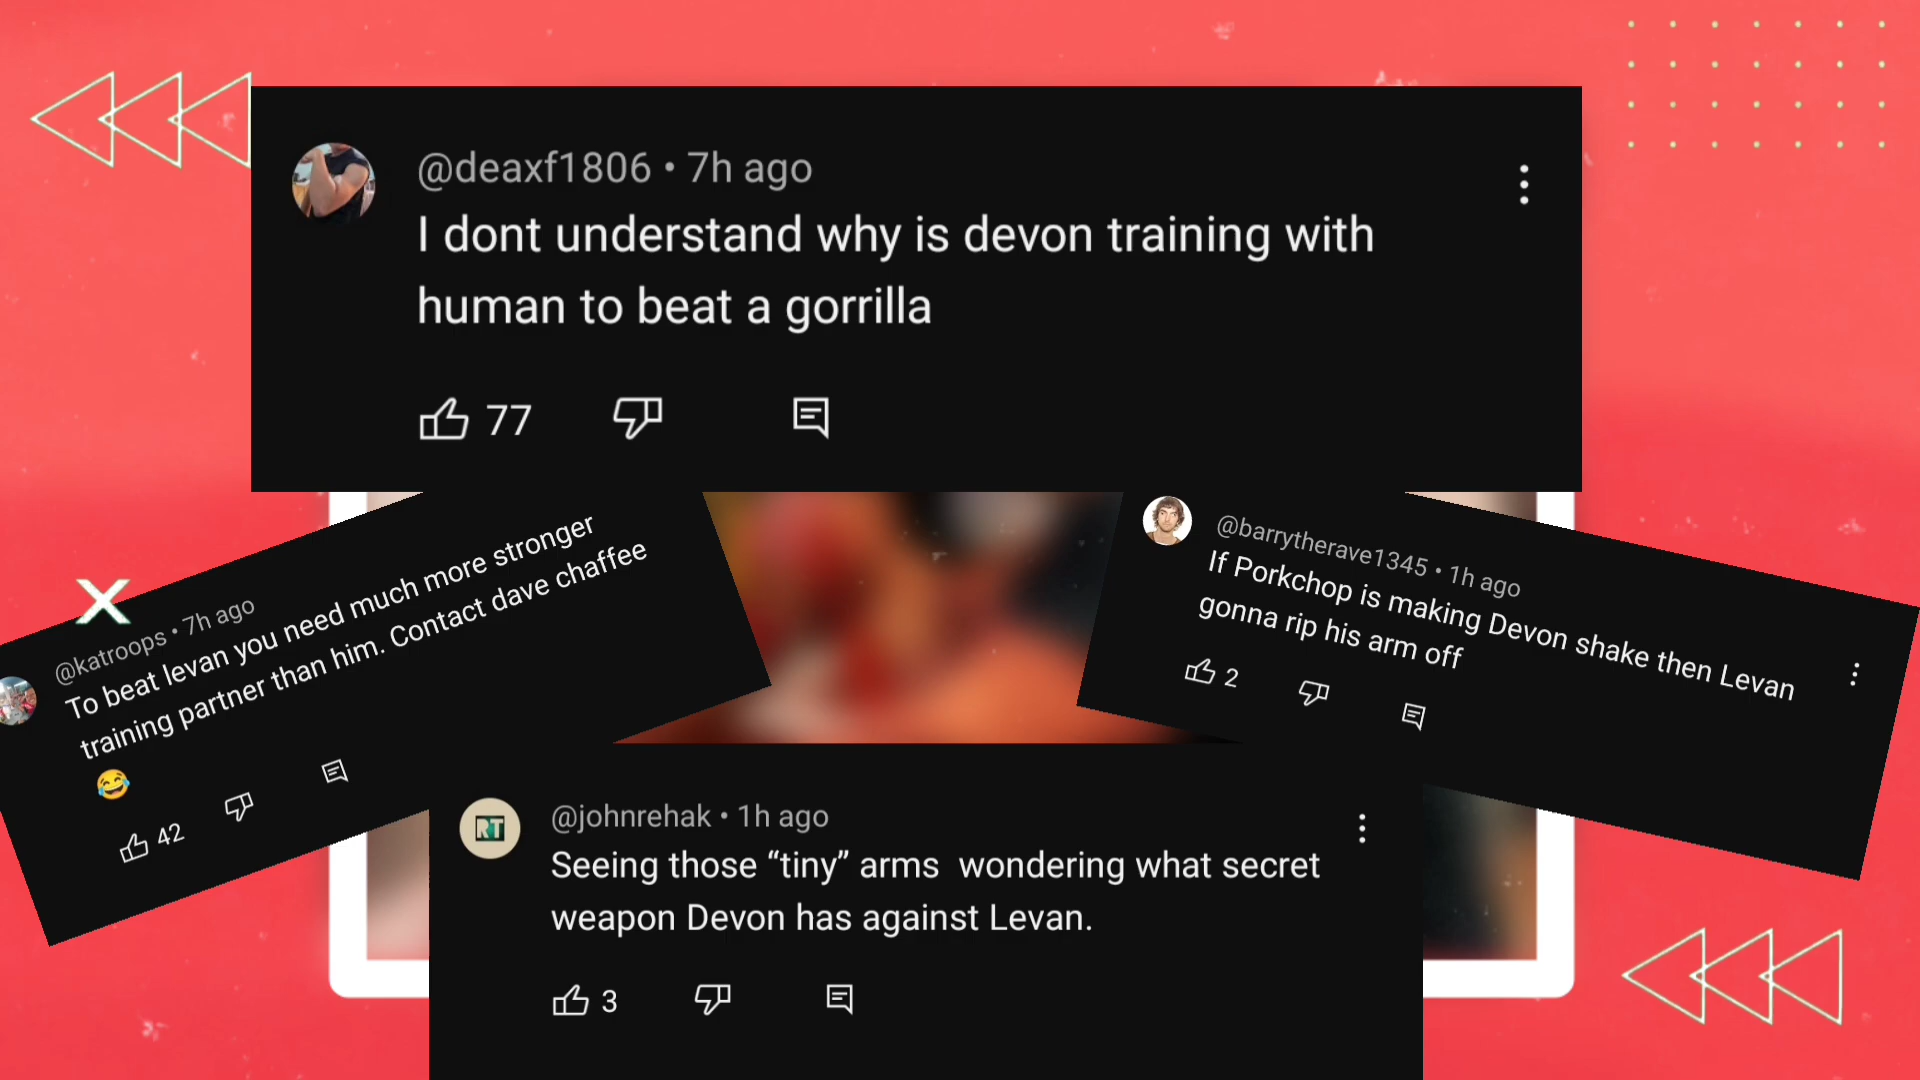 @deaxf1806 • 7h ago
I dont understand why is devon training with
human to beat a gorrilla
77
@katroops • 7h ago
To beat levan you need much more stronger
training partner than him. Contact dave chaffee
😂
42
@barrytherave1345 • 1h ago
If Porkchop is making Devon shake then Levan
gonna rip his arm off
2
RT
@johnrehak • 1h ago
Seeing those “tiny” arms  wondering what secret
weapon Devon has against Levan.
3